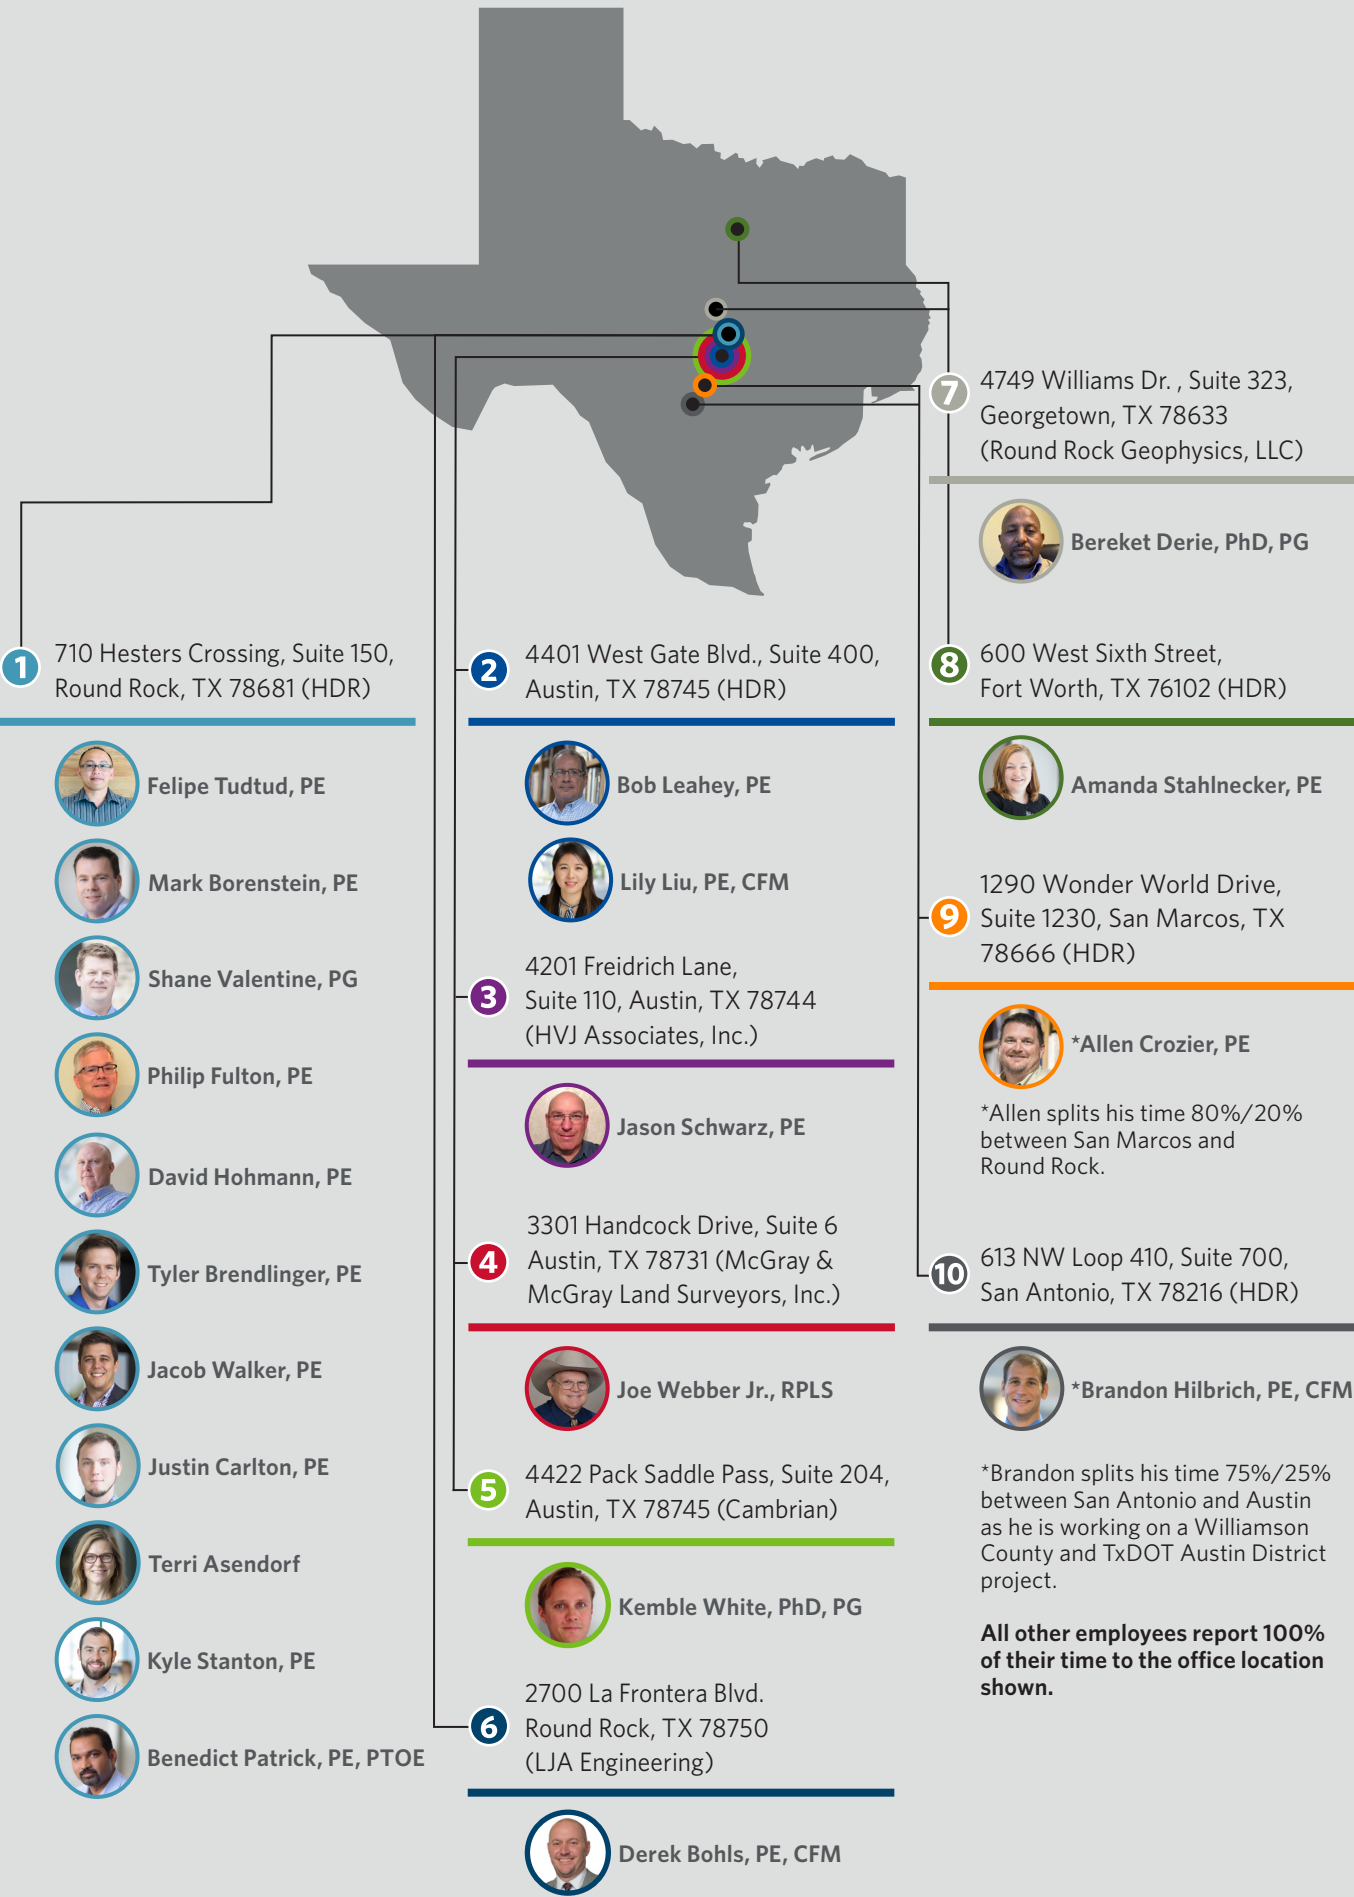 1
710 Hesters Crossing, Suite 150,
Round Rock, TX 78681 (HDR)
Felipe Tudtud, PE
Mark Borenstein, PE
Shane Valentine, PG
Philip Fulton, PE
David Hohmann, PE
Tyler Brendlinger, PE
Jacob Walker, PE
Justin Carlton, PE
Terri Asendorf
Kyle Stanton, PE
Benedict Patrick, PE, PTOE
2
4401 West Gate Blvd., Suite 400,
Austin, TX 78745 (HDR)
Bob Leahey, PE
Lily Liu, PE, CFM
3
4201 Freidrich Lane,
Suite 110, Austin, TX 78744
(HVJ Associates, Inc.)
Jason Schwarz, PE
4
3301 Handcock Drive, Suite 6
Austin, TX 78731 (McGray &
McGray Land Surveyors, Inc.)
Joe Webber Jr., RPLS
5
4422 Pack Saddle Pass, Suite 204,
Austin, TX 78745 (Cambrian)
Kemble White, PhD, PG
6
2700 La Frontera Blvd.
Round Rock, TX 78750
(LJA Engineering)
Derek Bohls, PE, CFM
7
4749 Williams Dr. , Suite 323,
Georgetown, TX 78633
(Round Rock Geophysics, LLC)
Bereket Derie, PhD, PG
8
600 West Sixth Street,
Fort Worth, TX 76102 (HDR)
Amanda Stahlnecker, PE
9
1290 Wonder World Drive,
Suite 1230, San Marcos, TX
78666 (HDR)
*Allen Crozier, PE
*Allen splits his time 80%/20%
between San Marcos and
Round Rock.
10
613 NW Loop 410, Suite 700,
San Antonio, TX 78216 (HDR)
*Brandon Hilbrich, PE, CFM
*Brandon splits his time 75%/25%
between San Antonio and Austin
as he is working on a Williamson
County and TxDOT Austin District
project.
All other employees report 100%
of their time to the office location
shown.